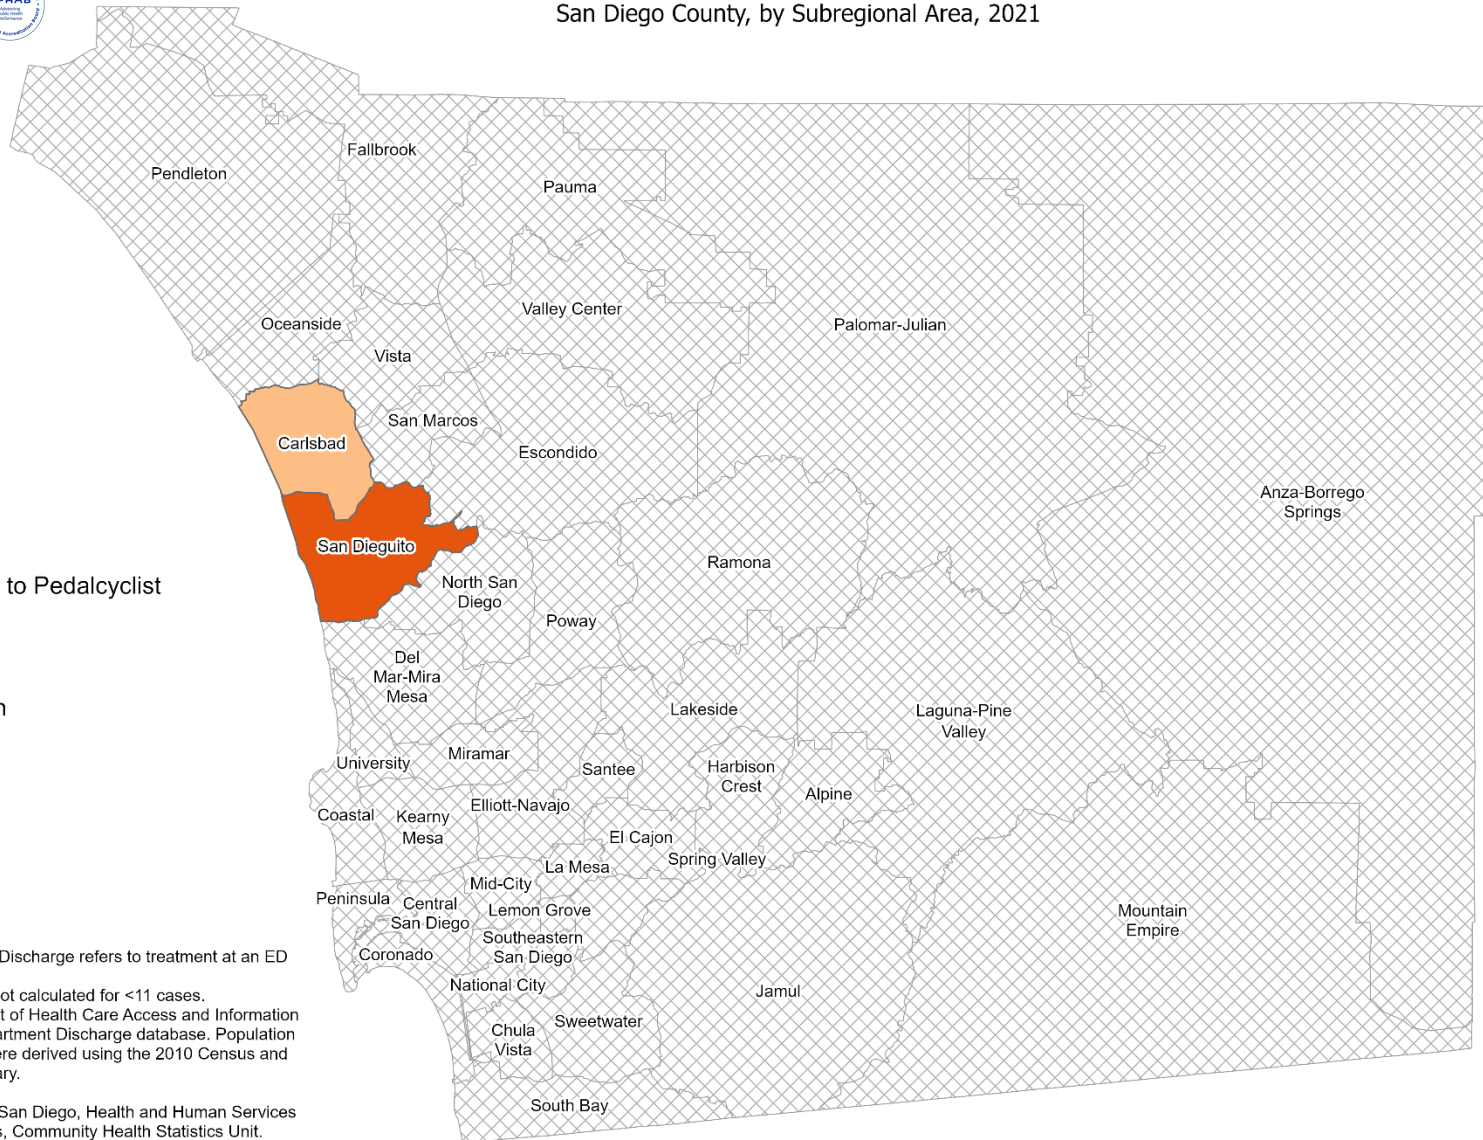 San Diego County, by Subregional Area, 2021
Fallbrook
Pendleton
Pauma
Valley Center
Oceanside
Palomar-Julian
Vista
San Marcos
Carlsbad
Escondido
Anza-Borrego
Springs
San Dieguito
Ramona
to Pedalcyclist
North San
Diego
Poway
Del
Mar-Mira
Mesa
Lakeside
Laguna-Pine
Valley
Miramar
University
Santee
Harbison
Crest
Alpine
Elliott-Navajo
Coastal
Kearny
Mesa
El Cajon
Spring Valley
La Mesa
Mid-City
Peninsula
Central
San Diego
Lemon Grove
Mountain
Empire
Southeastern
San Diego
Coronado
National City
Jamul
Sweetwater
Chula
Vista
South Bay
Discharge refers to treatment at an ED
ot calculated for <11 cases.
t of Health Care Access and Information
artment Discharge database. Population
ere derived using the 2010 Census and
ary.
San Diego, Health and Human Services
s, Community Health Statistics Unit.